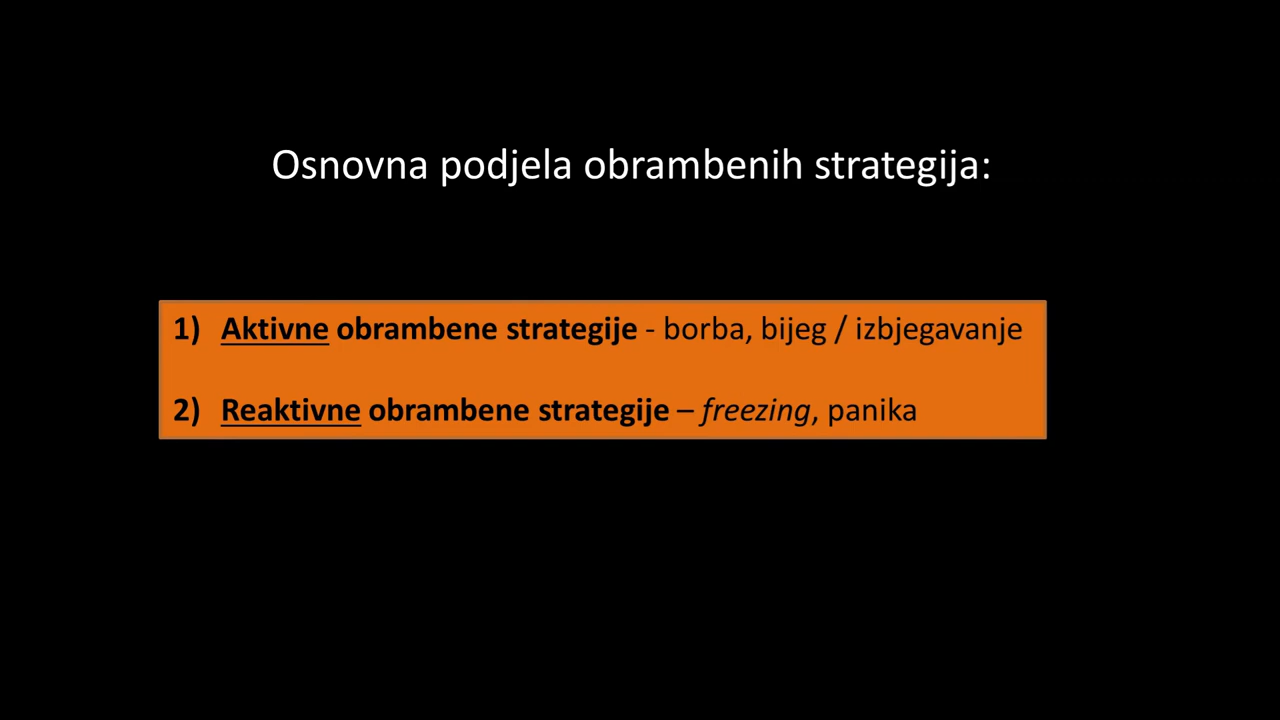 Osnovna podjela obrambenih strategija:
1) Aktivne obrambene strategije - borba, bijeg / izbjegavanje
2) Reaktivne obrambene strategije – freezing, panika